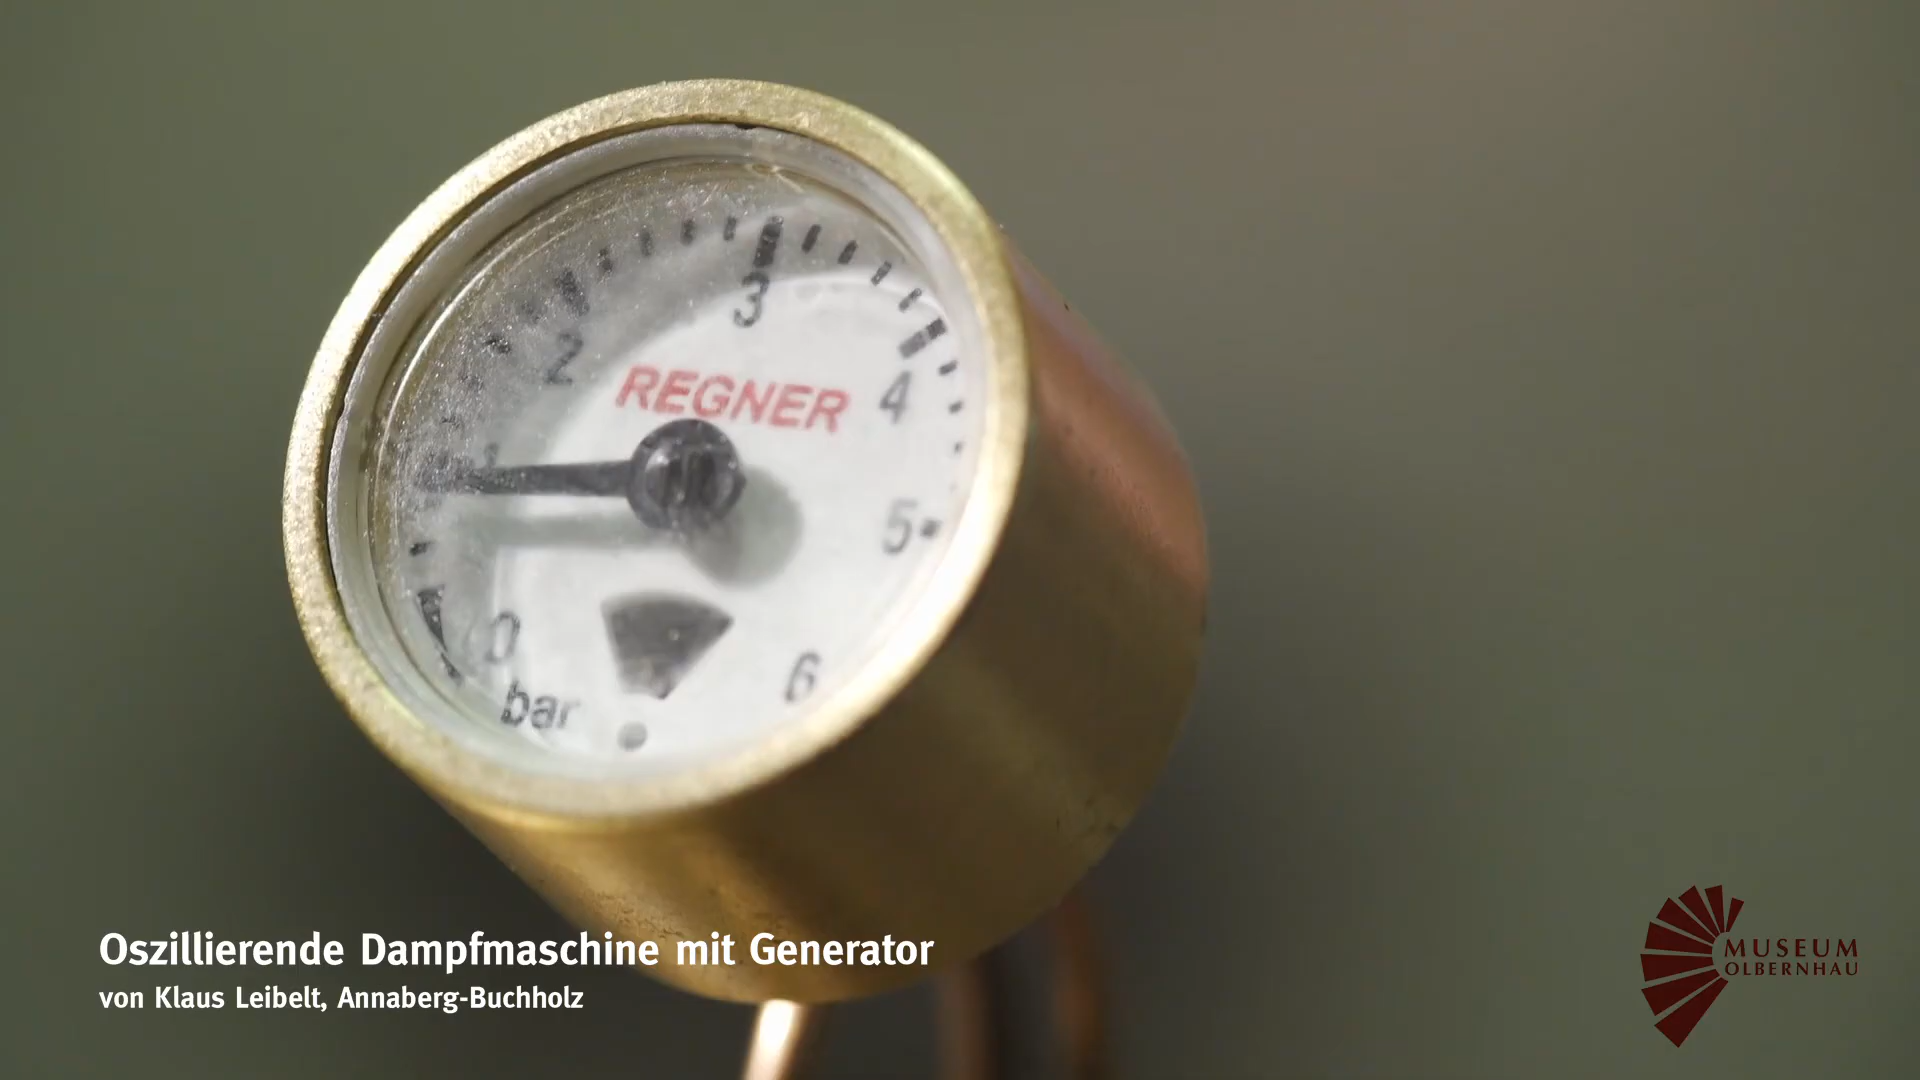 3
2
4
REGNER
5
0
6
bar
Oszillierende Dampfmaschine mit Generator
von Klaus Leibelt, Annaberg-Buchholz
MUSEUM
OLBERNHAU